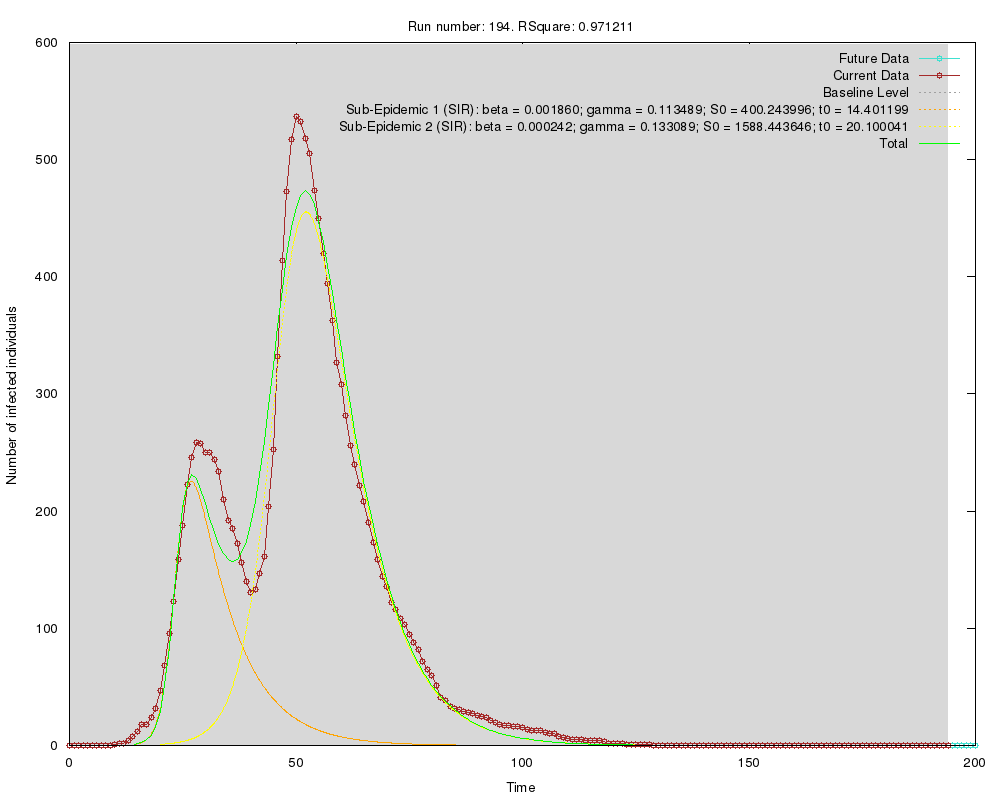 Run number: 194. RSquare: 0.971211
Future Data
Current Data
Baseline Level
Sub-Epidemic 1 (SIR): beta = 0.001860; gamma = 0.113489; S0 = 400.243996; t0 = 14.401199
Sub-Epidemic 2 (SIR): beta = 0.000242; gamma = 0.133089; S0 = 1588.443646; t0 = 20.100041
Total
Number of infected individuals
600
500
400
300
200
100
0
0 50 100 150 200
Time